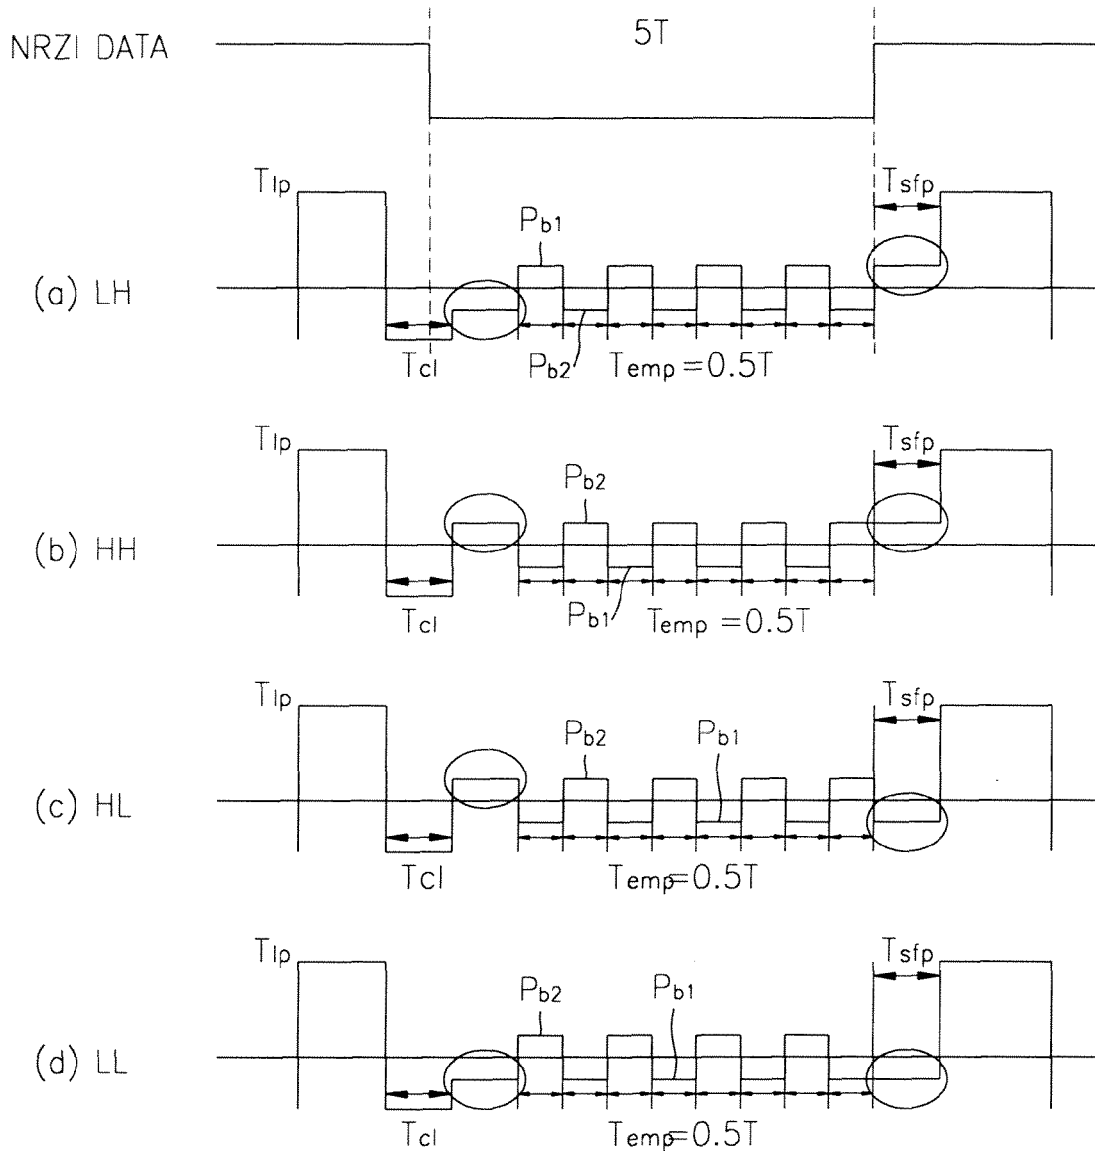 NRZI DATA
5T
Tlp
Tsfp
Pb1
(a) LH
Tcl
Pb2
Temp=0.5T
Tlp
Tsfp
Pb2
(b) HH
Tcl
Pb1
Temp=0.5T
Tlp
Tsfp
Pb2
Pb1
(c) HL
Tcl
Temp=0.5T
Tlp
Tsfp
Pb2
Pb1
(d) LL
Tcl
Temp=0.5T